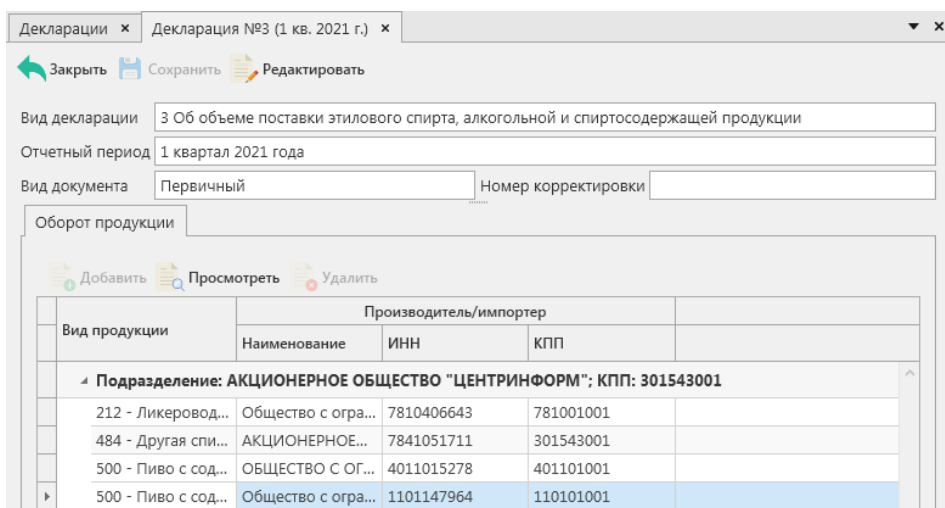 Декларации × Декларация №3 (1 кв. 2021 г.) ×
Закрыть Сохранить Редактировать
Вид декларации 3 Об объеме поставки этилового спирта, алкогольной и спиртосодержащей продукции
Отчетный период 1 квартал 2021 года
Вид документа Первичный Номер корректировки
Оборот продукции
Добавить Просмотреть Удалить
Производитель/импортер
Вид продукции
Наименование ИНН КПП
Подразделение: АКЦИОНЕРНОЕ ОБЩЕСТВО "ЦЕНТРИНФОРМ"; КПП: 301543001
212 - Ликеровод... Общество с огра... 7810406643 781001001
484 - Другая спи... АКЦИОНЕРНОЕ... 7841051711 301543001
500 - Пиво с сод... ОБЩЕСТВО С ОГ... 4011015278 401101001
500 - Пиво с сод... Общество с огра... 1101147964 110101001